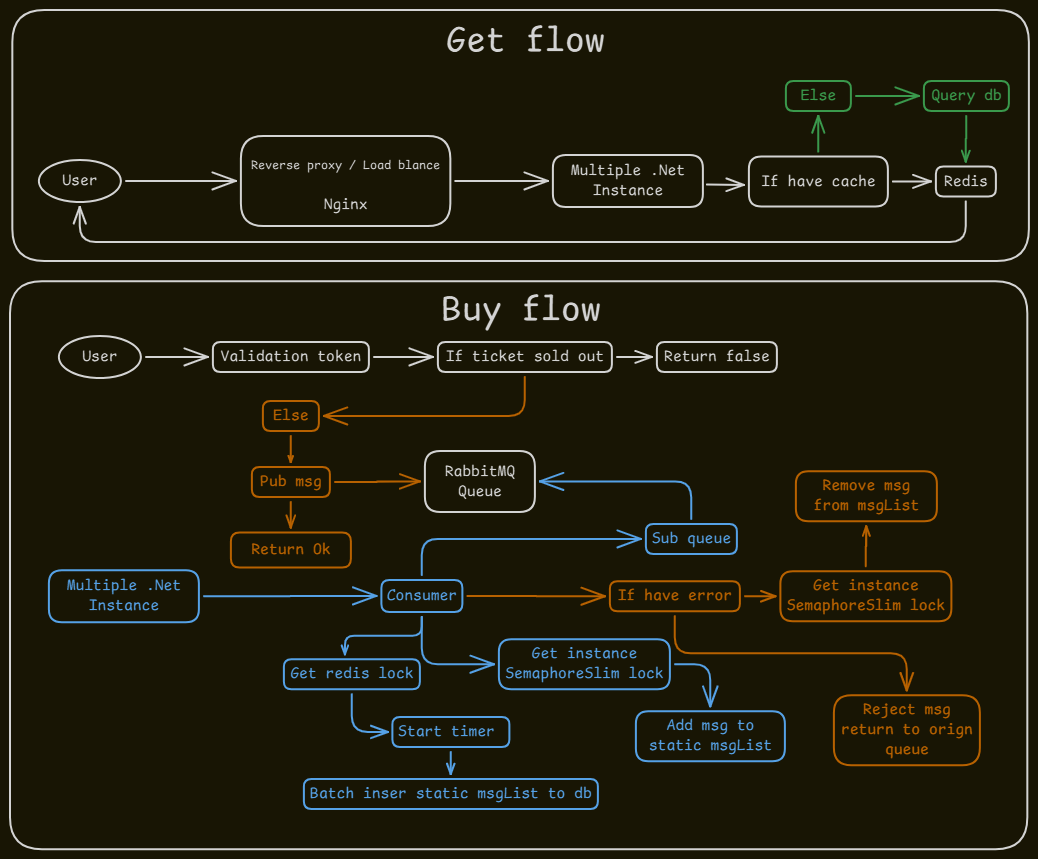 Get flow
Else
Query db
User
Reverse proxy / Load blance
Nginx
Multiple .Net
Instance
If have cache
Redis
Buy flow
User
Validation token
If ticket sold out
Return false
Else
Pub msg
RabbitMQ
Queue
Remove msg
from msgList
Return Ok
Sub queue
Multiple .Net
Instance
Consumer
If have error
Get instance
SemaphoreSlim lock
Get redis lock
Get instance
SemaphoreSlim lock
Start timer
Add msg to
static msgList
Reject msg
return to orign
queue
Batch inser static msgList to db